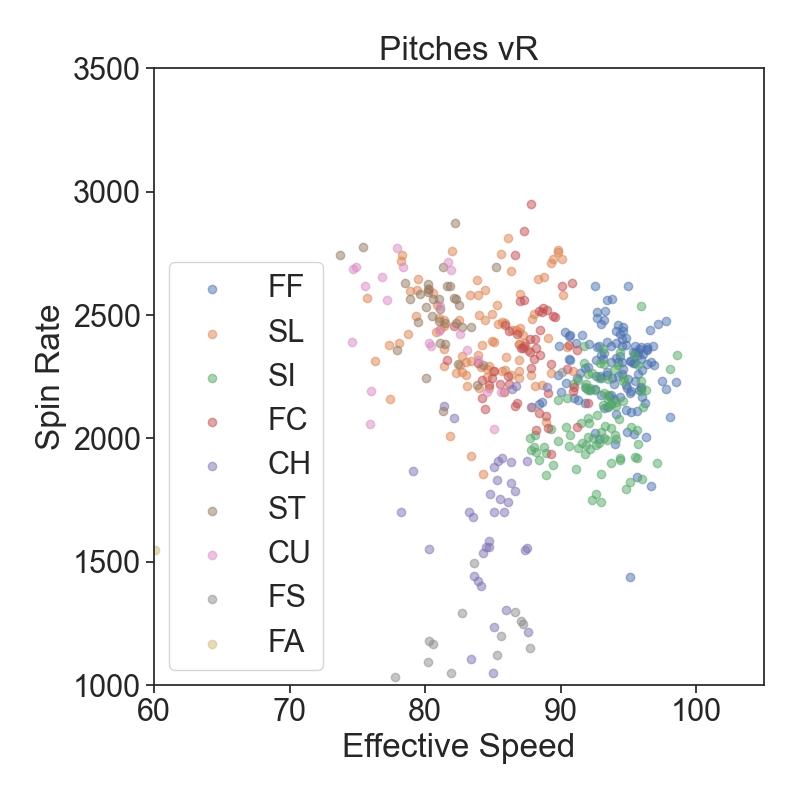 Pitches vR
3500
3000
2500
2000
1500
1000
Spin Rate
FF
SL
SI
FC
CH
ST
CU
FS
FA
60 70 80 90 100
Effective Speed